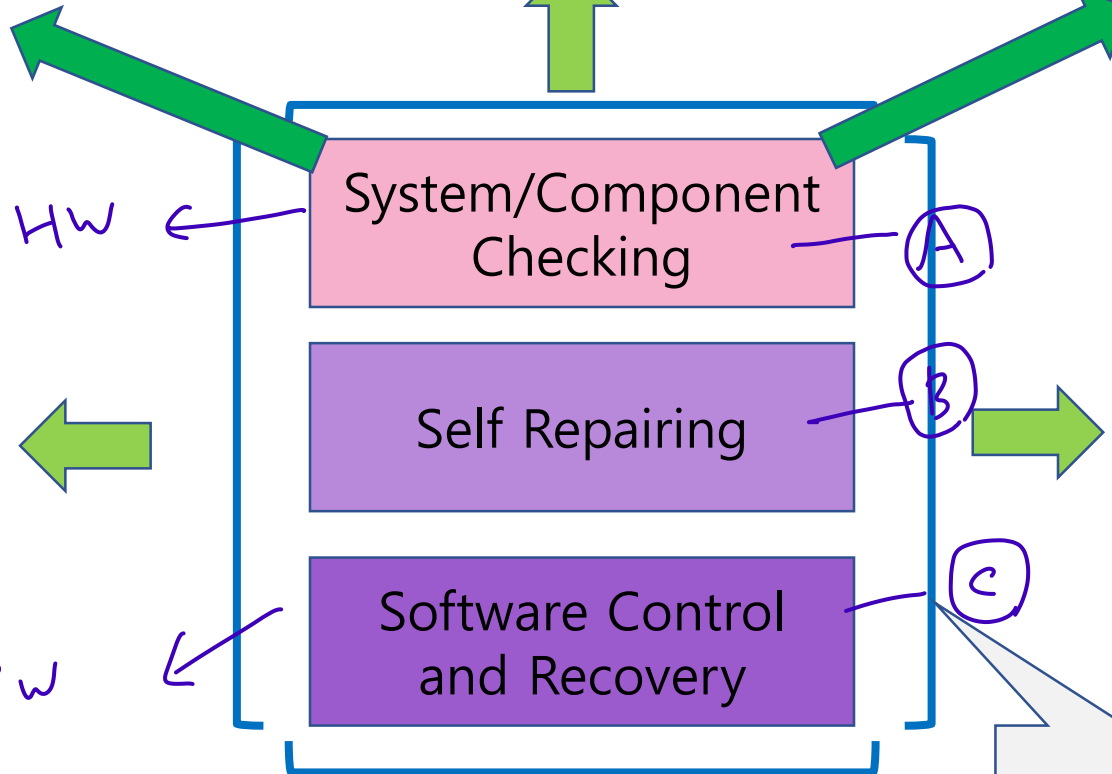 HW
System/Component
Checking
A
Self Repairing
B
Software Control
and Recovery
C
W